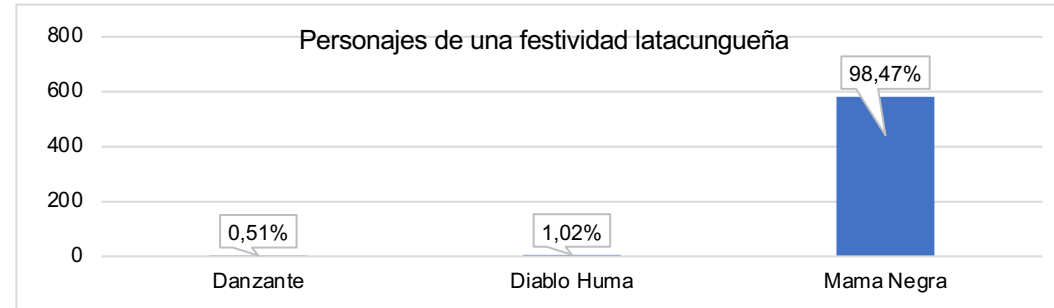 Personajes de una festividad latacungueña
800
600
400
200
0
0,51%
1,02%
98,47%
Danzante
Diablo Huma
Mama Negra